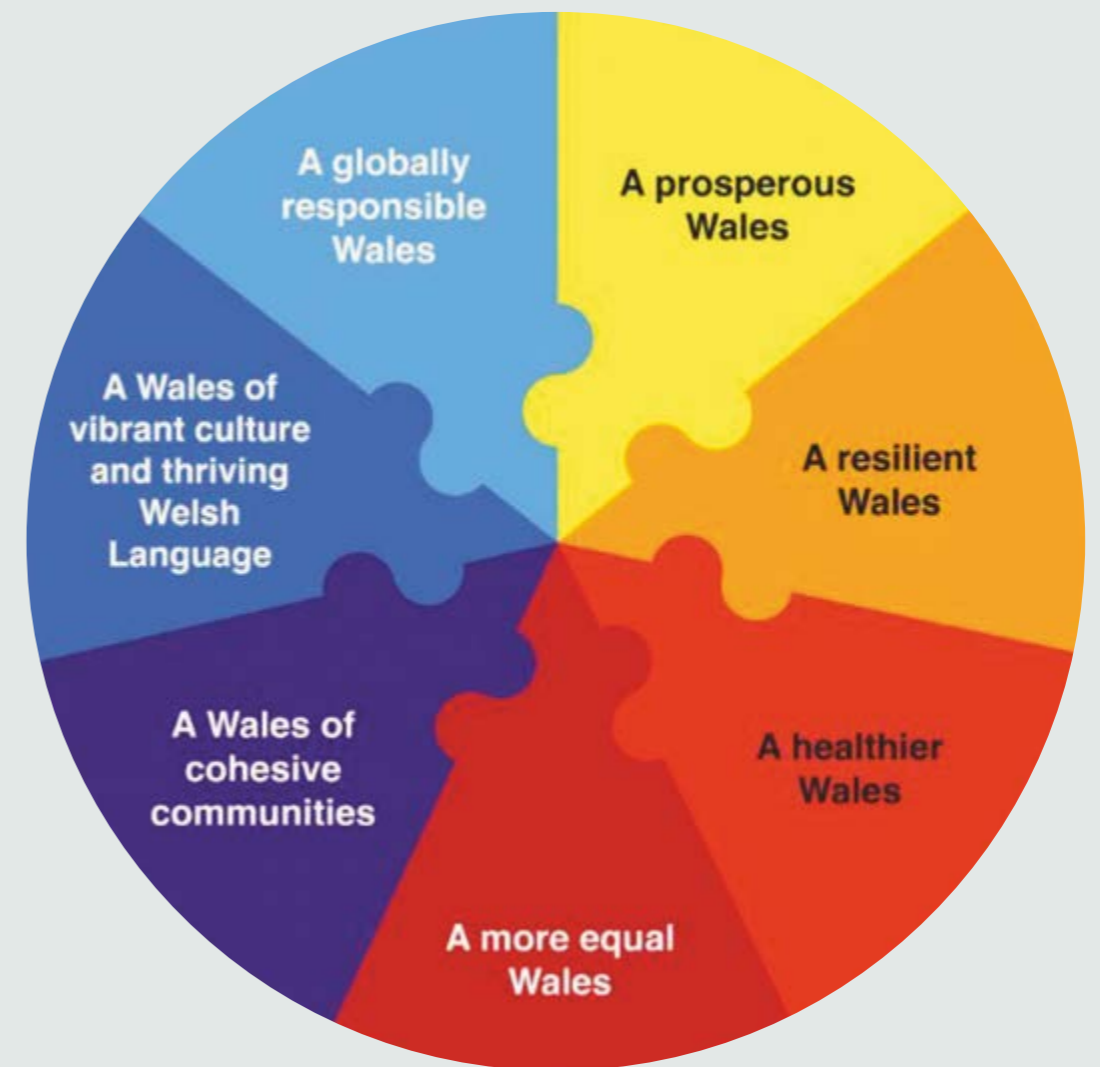 A prosperous
Wales
A resilient
Wales
A healthier
Wales
A more equal
Wales
A Wales of
cohesive
communities
A Wales of
vibrant culture
and thriving
Welsh
Language
A globally
responsible
Wales